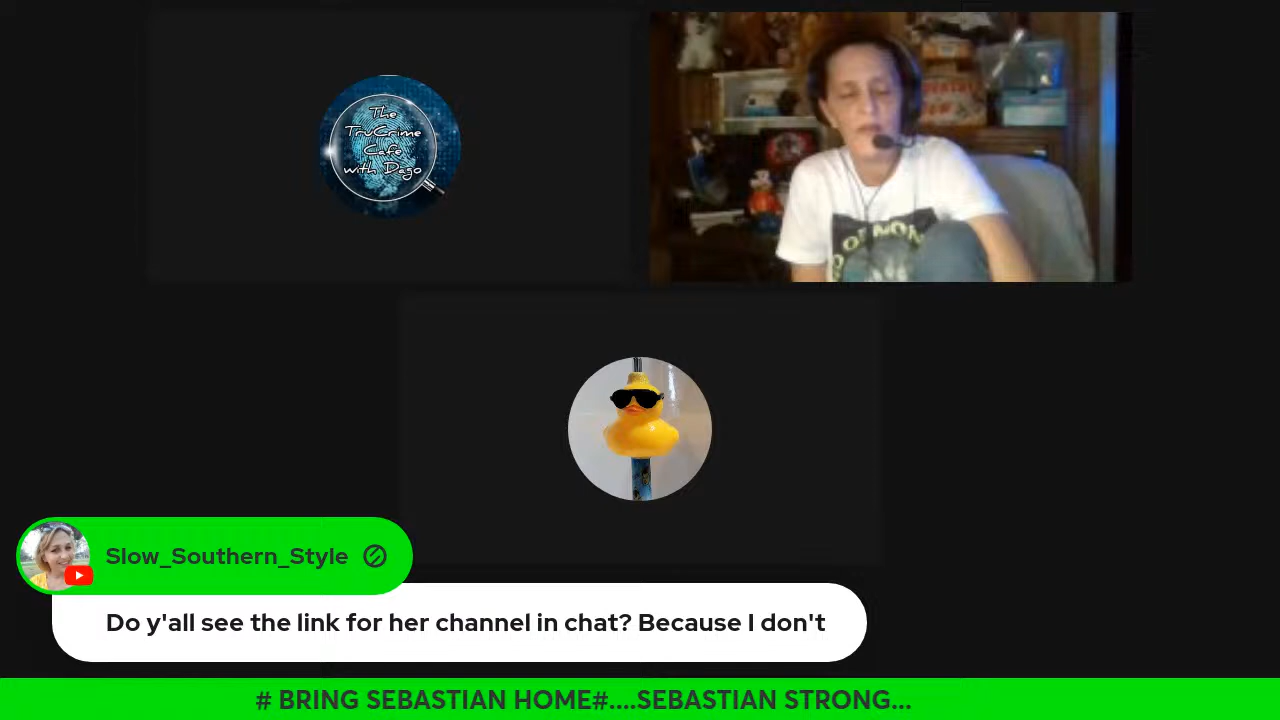 The
TruCrime
Cafe
with Dago
Slow_Southern_Style
Do y'all see the link for her channel in chat? Because I don't
# BRING SEBASTIAN HOME#....SEBASTIAN STRONG...